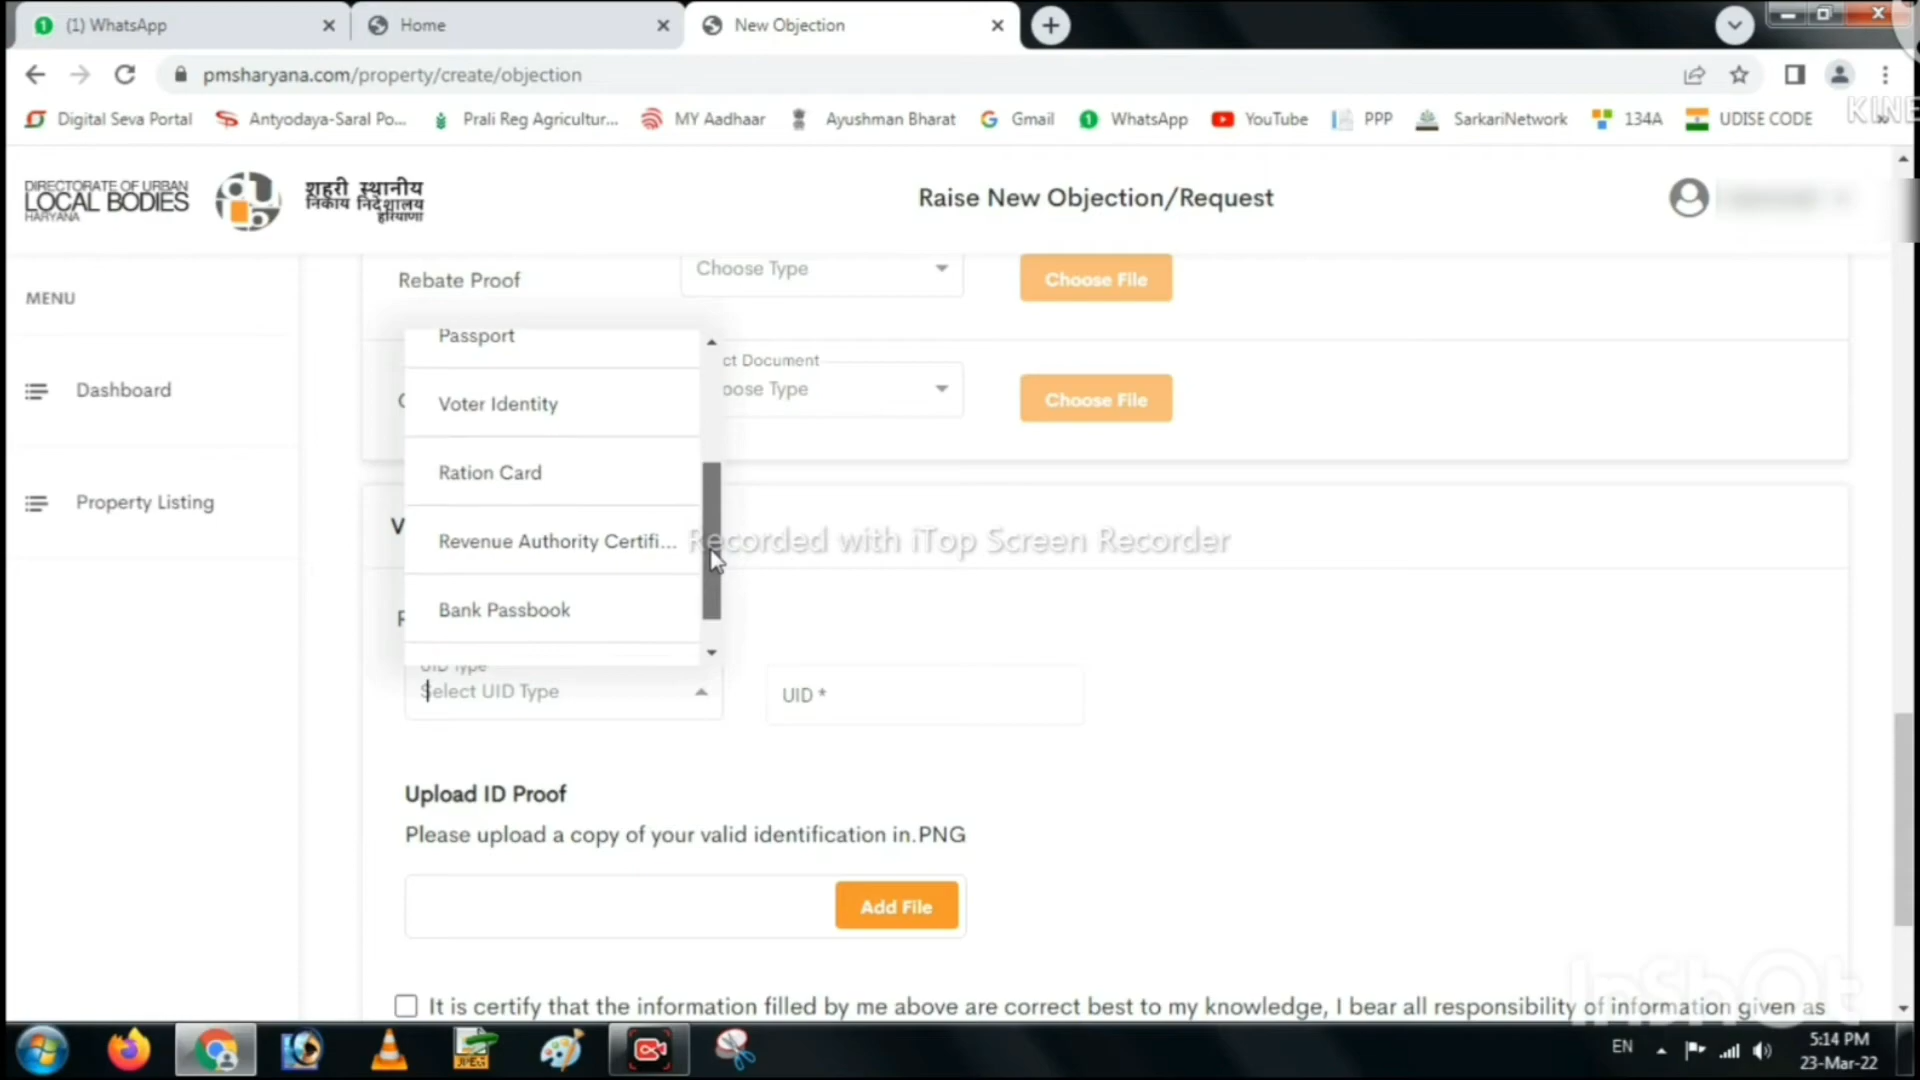 (1) WhatsApp
Home
New Objection
pmsharyana.com/property/create/objection
Digital Seva Portal
Antyodaya-Saral Po...
Prali Reg Agricultur...
MY Aadhaar
Ayushman Bharat
Gmail
WhatsApp
YouTube
PPP
SarkariNetwork
134A
UDISE CODE
KINE
DIRECTORATE OF URBAN
LOCAL BODIES
HARYANA
शहरी स्थानीय
निकाय निदेशालय
हरियाणा
Raise New Objection/Request
MENU
Dashboard
Property Listing
Rebate Proof
Choose Type
Choose File
Passport
ct Document
oose Type
Choose File
Voter Identity
Ration Card
Revenue Authority Certifi...
Recorded with iTop Screen Recorder
Bank Passbook
UID Type
Select UID Type
UID *
Upload ID Proof
Please upload a copy of your valid identification in.PNG
Add File
It is certify that the information filled by me above are correct best to my knowledge, I bear all responsibility of information given as
InShOt
EN
5:14 PM
23-Mar-22